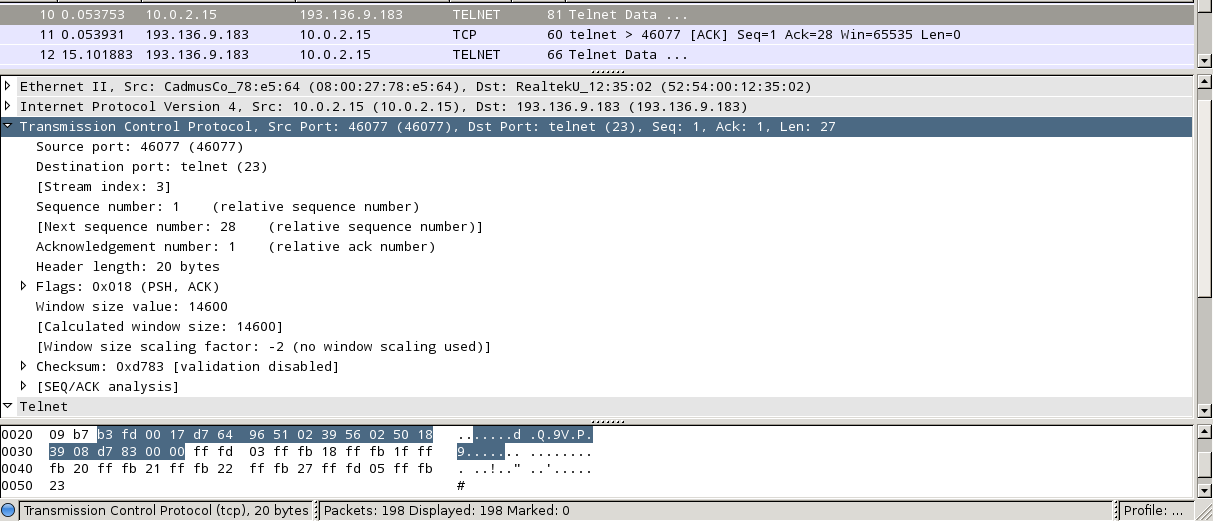 10 0.053753 10.0.2.15 193.136.9.183 TELNET 81 Telnet Data ...
11 0.053931 193.136.9.183 10.0.2.15 TCP 60 telnet > 46077 [ACK] Seq=1 Ack=28 Win=65535 Len=0
12 15.101883 193.136.9.183 10.0.2.15 TELNET 66 Telnet Data ...
Ethernet II, Src: CadmusCo_78:e5:64 (08:00:27:78:e5:64), Dst: RealtekU_12:35:02 (52:54:00:12:35:02)
Internet Protocol Version 4, Src: 10.0.2.15 (10.0.2.15), Dst: 193.136.9.183 (193.136.9.183)
Transmission Control Protocol, Src Port: 46077 (46077), Dst Port: telnet (23), Seq: 1, Ack: 1, Len: 27
Source port: 46077 (46077)
Destination port: telnet (23)
[Stream index: 3]
Sequence number: 1 (relative sequence number)
[Next sequence number: 28 (relative sequence number)]
Acknowledgement number: 1 (relative ack number)
Header length: 20 bytes
Flags: 0x018 (PSH, ACK)
Window size value: 14600
[Calculated window size: 14600]
[Window size scaling factor: -2 (no window scaling used)]
Checksum: 0xd783 [validation disabled]
[SEQ/ACK analysis]
Telnet
0020 09 b7 b3 fd 00 17 d7 64 96 51 02 39 56 02 50 18 .......d .Q.9V.P.
0030 39 08 d7 83 00 00 ff fd 03 ff fb 18 ff fb 1f ff 9....... ........
0040 fb 20 ff fb 21 ff fb 22 ff fb 27 ff fd 05 ff fb . ..!.." ..'.....
0050 23 #
Transmission Control Protocol (tcp), 20 bytes Packets: 198 Displayed: 198 Marked: 0 Profile: ...